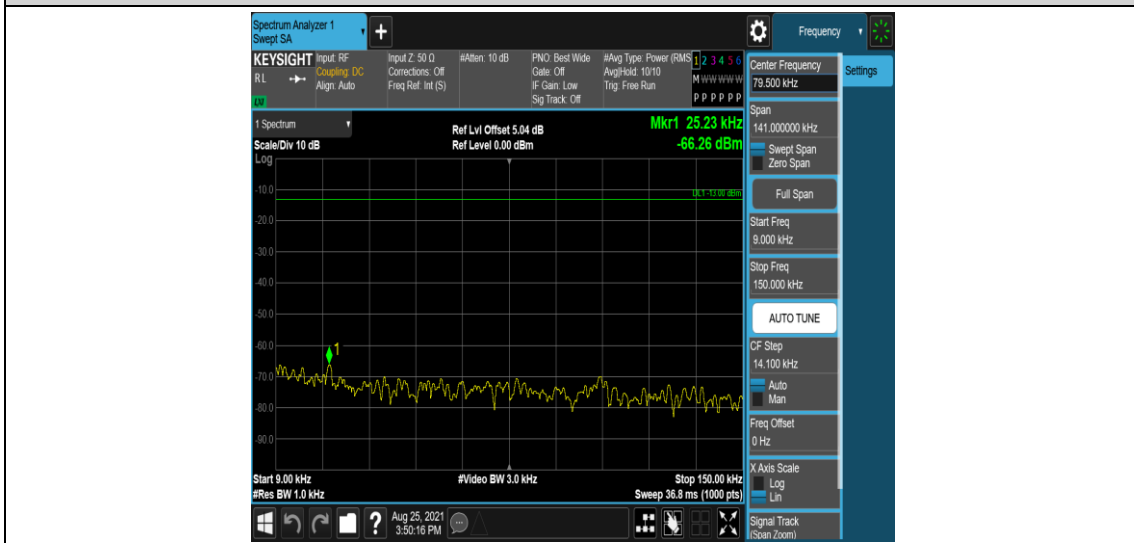 Spectrum Analyzer 1
Swept SA
+
Frequency
KEYSIGHT
Input: RF
Input Z: 50 Ω
#Atten: 10 dB
PNO: Best Wide
#Avg Type: Power (RMS
1 2 3 4 5 6
RL
Coupling: DC
Corrections: Off
Gate: Off
Avg|Hold: 10/10
M W W W W W
Align: Auto
Freq Ref: Int (S)
IF Gain: Low
Trig: Free Run
Sig Track: Off
P P P P P P
Center Frequency
79.500 kHz
Settings
1 Spectrum
Ref Lvl Offset 5.04 dB
Mkr1 25.23 kHz
Scale/Div 10 dB
Ref Level 0.00 dBm
-66.26 dBm
Log
DL1 -13.00 dBm
-10.0
-20.0
-30.0
-40.0
-50.0
-60.0
-70.0
-80.0
-90.0
1
Start 9.00 kHz
#Video BW 3.0 kHz
Stop 150.00 kHz
#Res BW 1.0 kHz
Sweep 36.8 ms (1000 pts)
Span
141.000000 kHz
Swept Span
Zero Span
Full Span
Start Freq
9.000 kHz
Stop Freq
150.000 kHz
AUTO TUNE
CF Step
14.100 kHz
Auto
Man
Freq Offset
0 Hz
X Axis Scale
Log
Lin
Signal Track
(Span Zoom)
?
Aug 25, 2021
3:50:16 PM